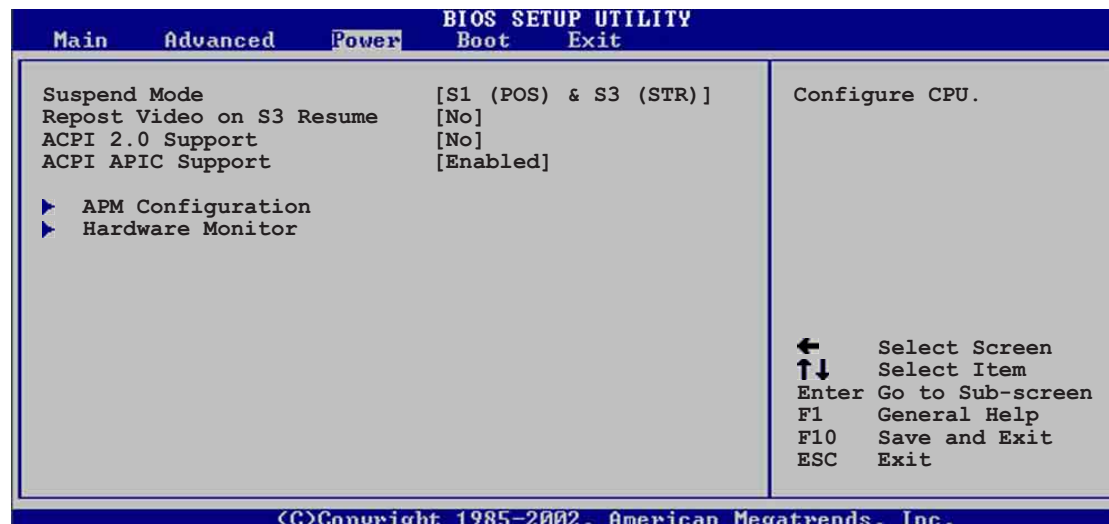 BIOS SETUP UTILITY
Main Advanced Power Boot Exit
Suspend Mode [S1 (POS) & S3 (STR)]
Repost Video on S3 Resume [No]
ACPI 2.0 Support [No]
ACPI APIC Support [Enabled]
APM Configuration
Hardware Monitor
Configure CPU.
← Select Screen
↑↓ Select Item
Enter Go to Sub-screen
F1 General Help
F10 Save and Exit
ESC Exit
(C)Copyright 1985-2002, American Megatrends, Inc.